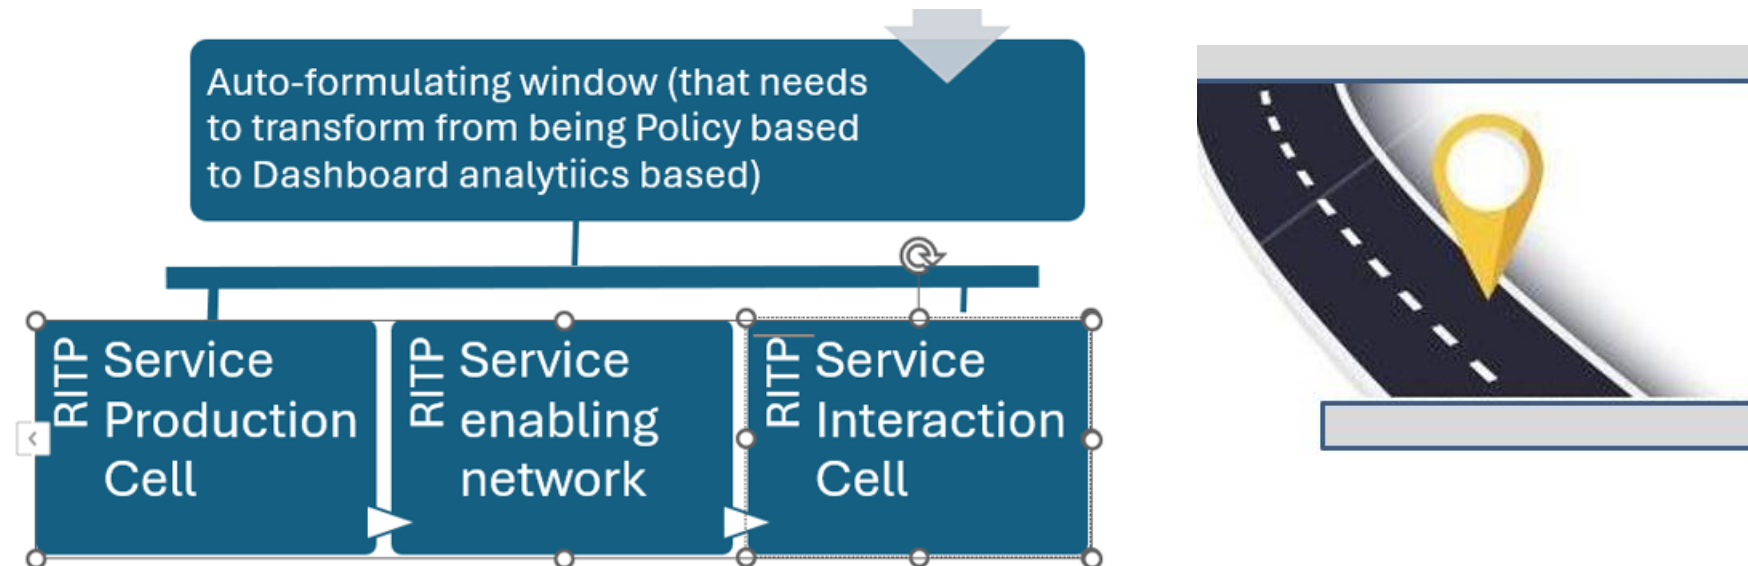 Auto-formulating window (that needs
to transform from being Policy based
to Dashboard analytiics based)
RITP
Service
Production
Cell
RITP
Service
enabling
network
RITP
Service
Interaction
Cell